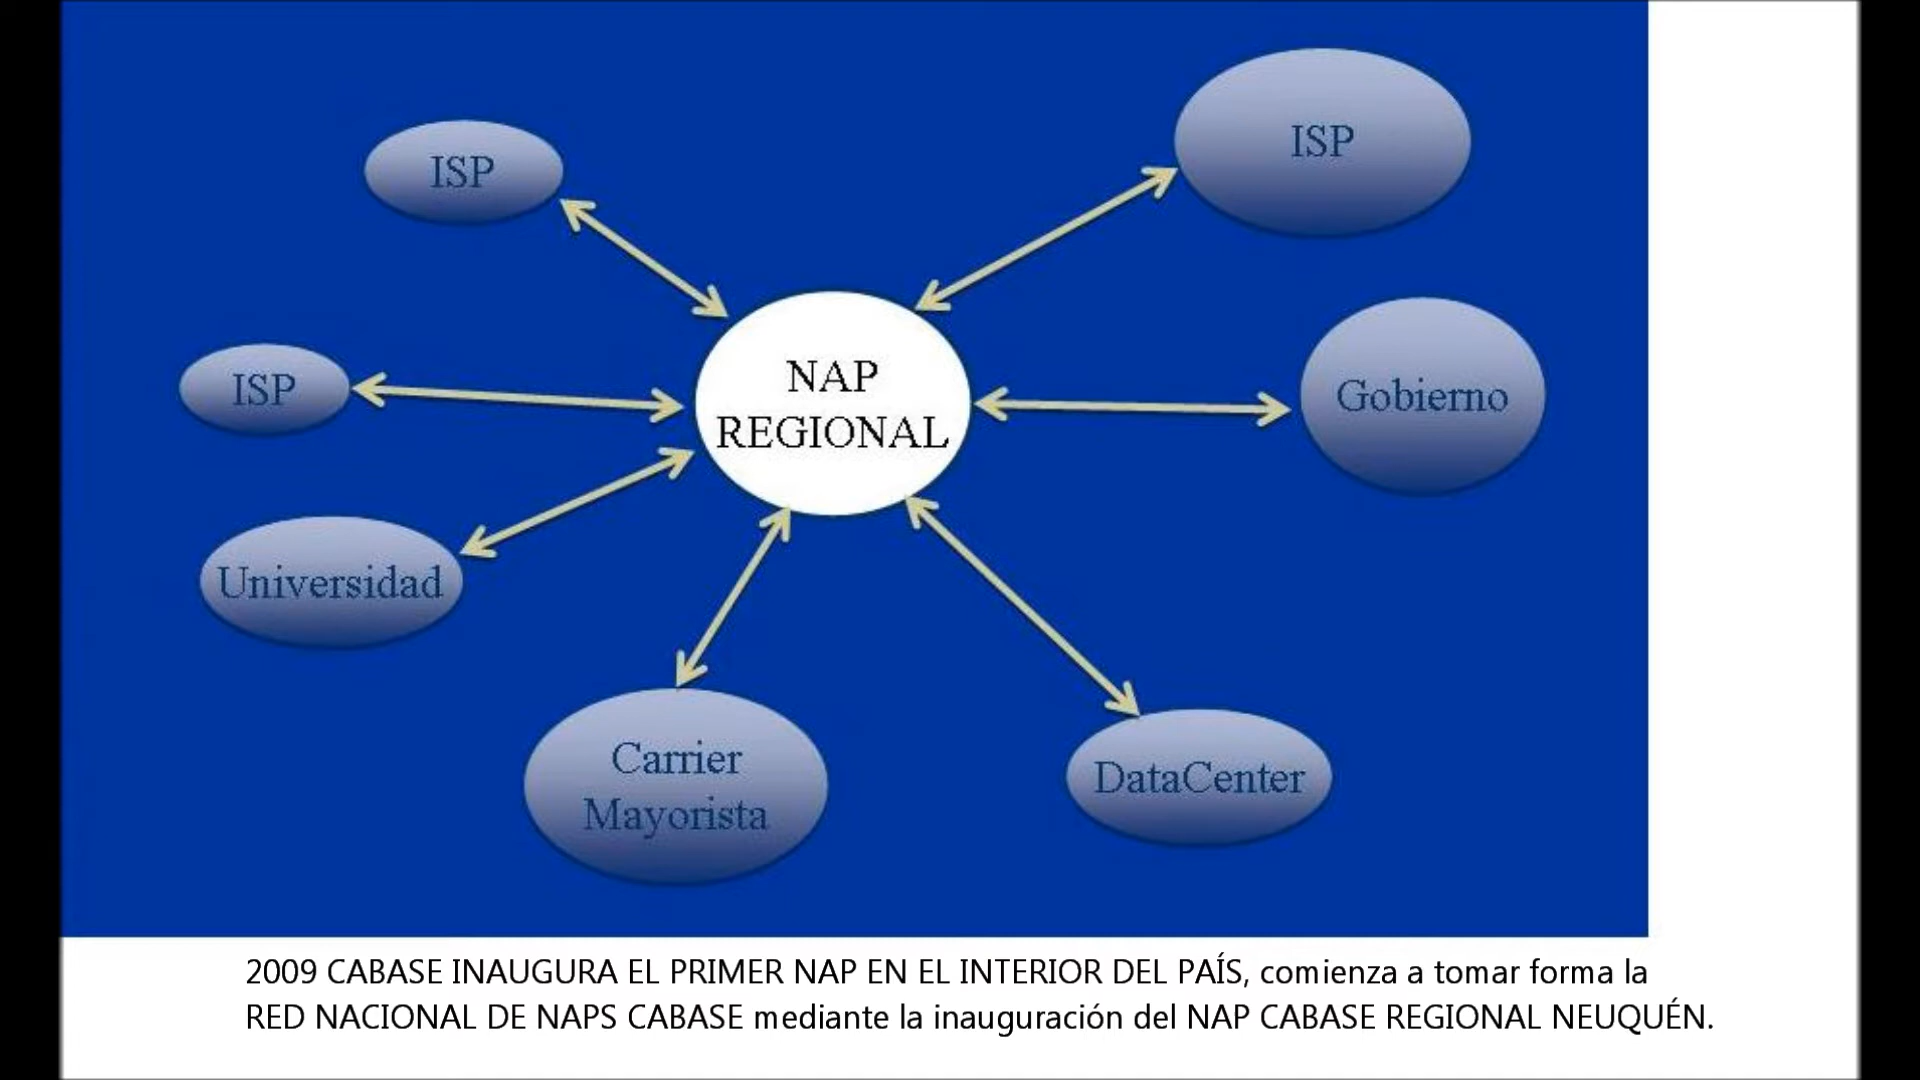 ISP
ISP
NAP
REGIONAL
ISP
Gobierno
Universidad
Carrier
Mayorista
DataCenter
2009 CABASE INAUGURA EL PRIMER NAP EN EL INTERIOR DEL PAÍS, comienza a tomar forma la
RED NACIONAL DE NAPS CABASE mediante la inauguración del NAP CABASE REGIONAL NEUQUÉN.